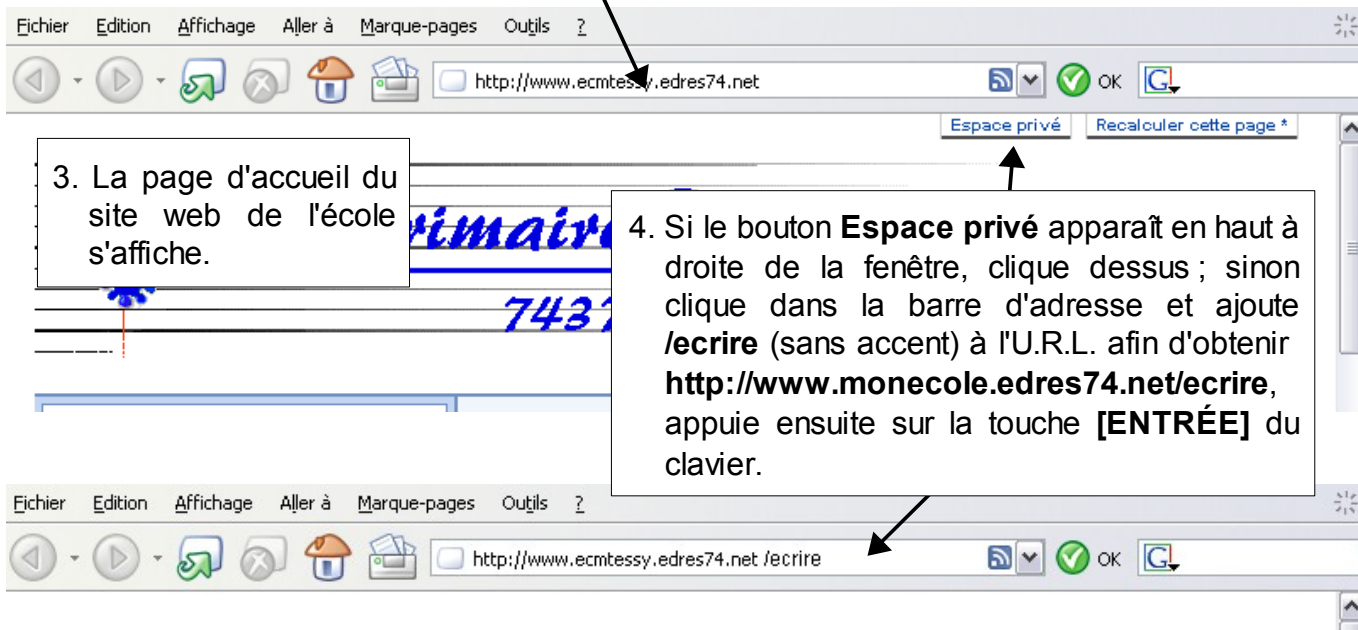 Fichier Edition Affichage Aller à Marque-pages Outils ?
http://www.ecmtessy.edres74.net OK G
Espace privé Recalculer cette page *
3. La page d'accueil du
site web de l'école
s'affiche.
4. Si le bouton Espace privé apparaît en haut à
droite de la fenêtre, clique dessus ; sinon
clique dans la barre d'adresse et ajoute
/ecrire (sans accent) à l'U.R.L. afin d'obtenir
http://www.monecole.edres74.net/ecrire,
appuie ensuite sur la touche [ENTRÉE] du
clavier.
Fichier Edition Affichage Aller à Marque-pages Outils ?
http://www.ecmtessy.edres74.net /ecrire OK G